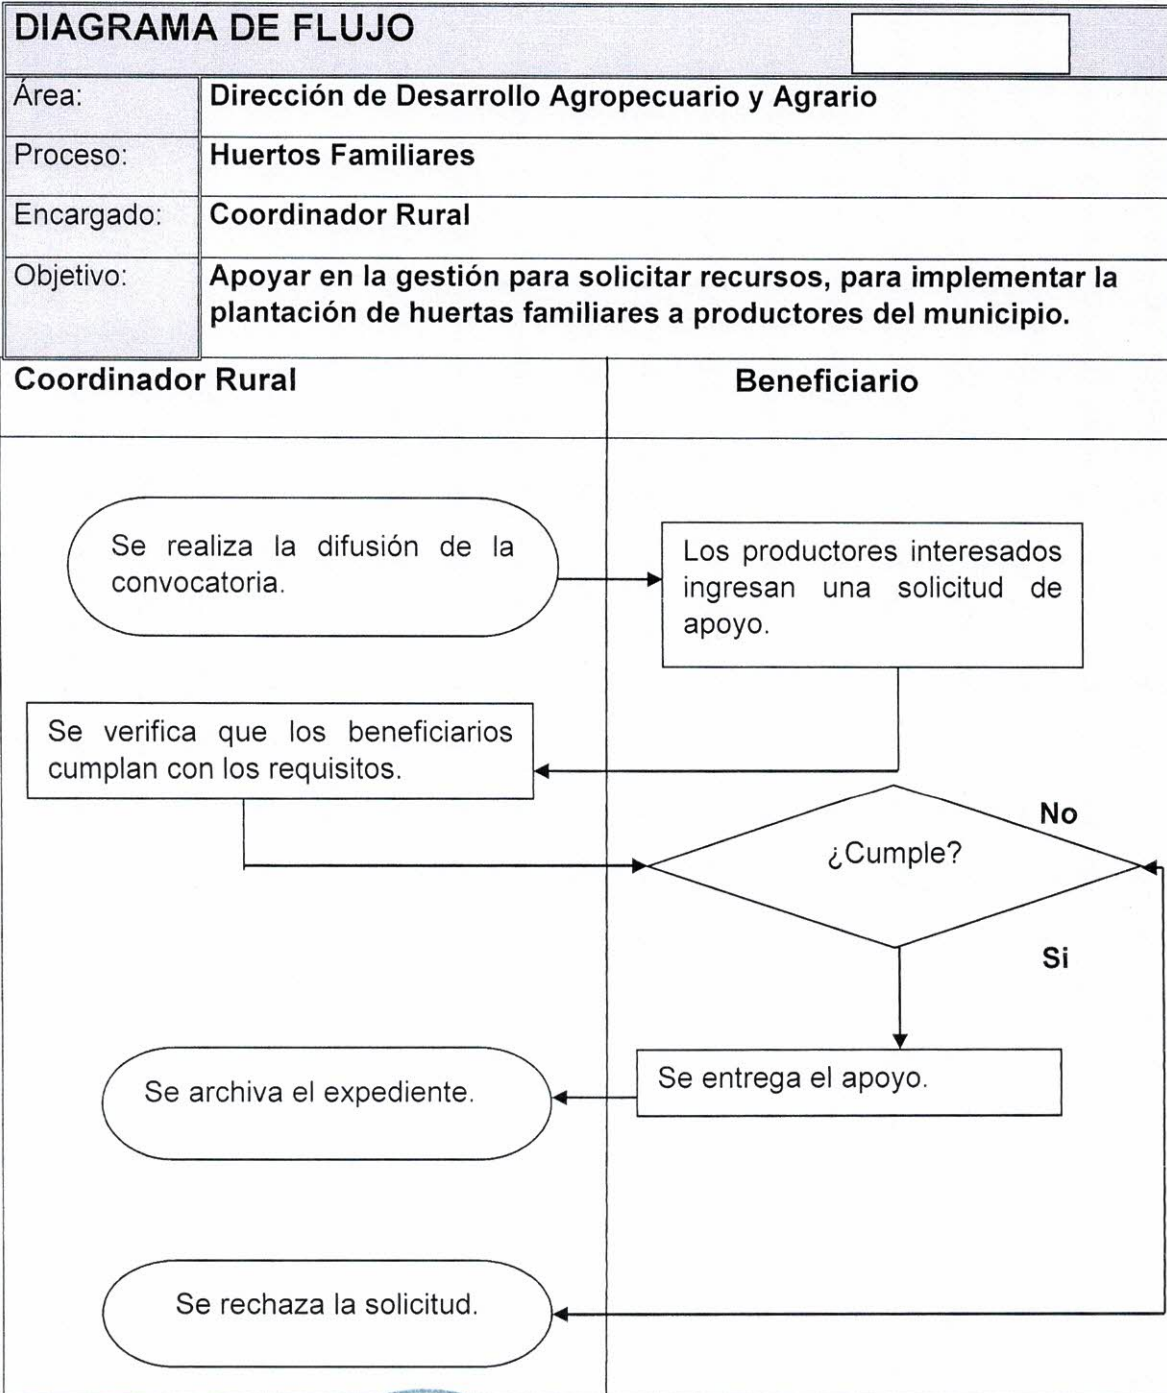 DIAGRAMA DE FLUJO
Área:
Dirección de Desarrollo Agropecuario y Agrario
Proceso:
Huertos Familiares
Encargado:
Coordinador Rural
Objetivo:
Apoyar en la gestión para solicitar recursos, para implementar la
plantación de huertas familiares a productores del municipio.
Coordinador Rural
Beneficiario
Se realiza la difusión de la
convocatoria.
Los productores interesados
ingresan una solicitud de
apoyo.
Se verifica que los beneficiarios
cumplan con los requisitos.
¿Cumple?
No
Si
Se entrega el apoyo.
Se archiva el expediente.
Se rechaza la solicitud.